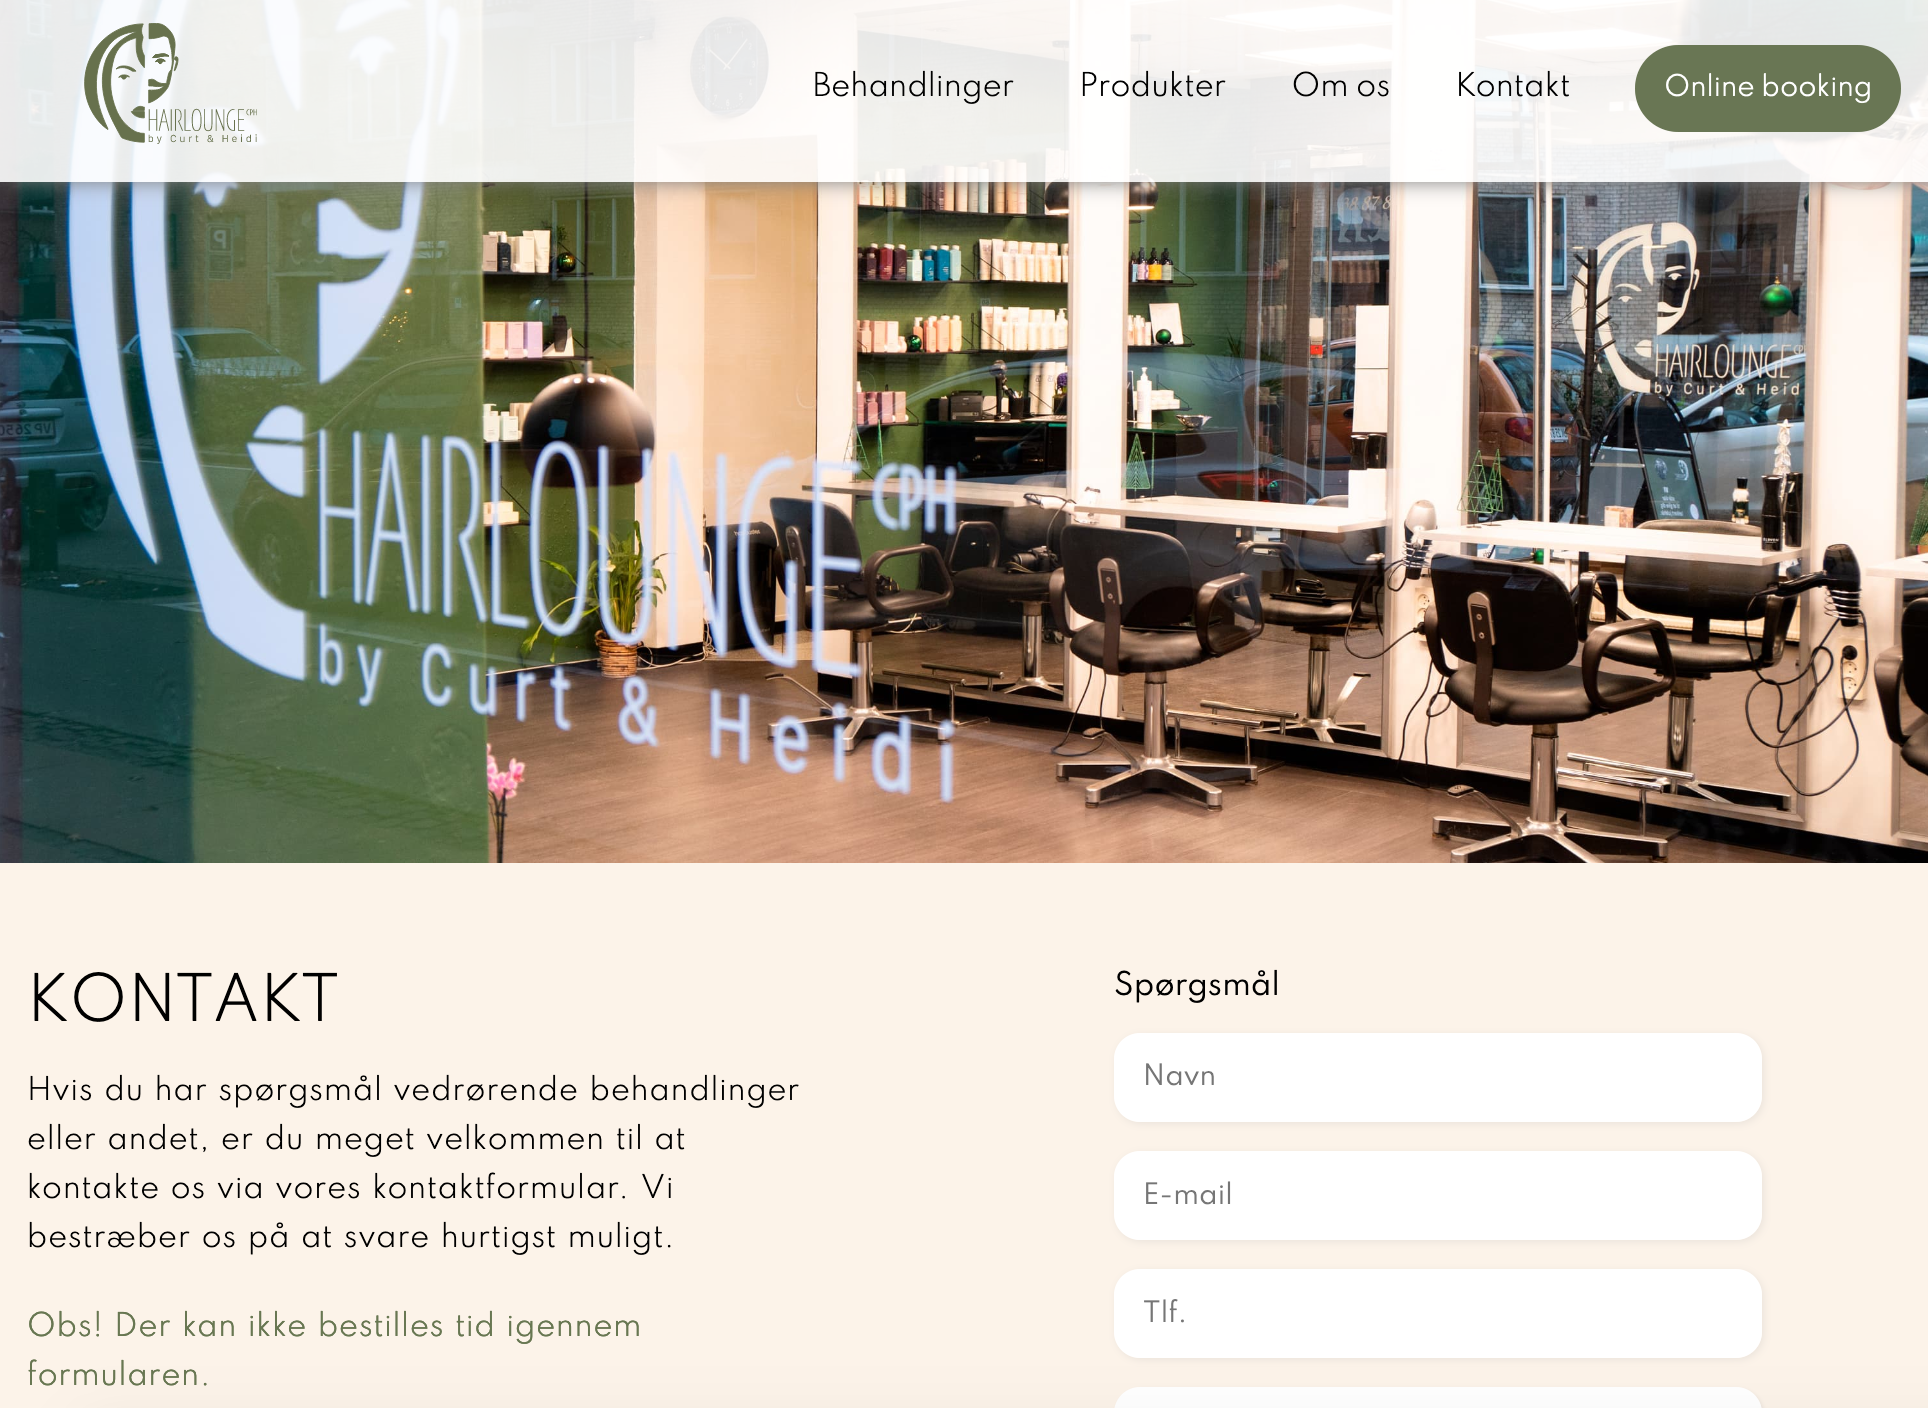 HAIRLOUNGE CPH
by Curt & Heidi
Behandlinger
Produkter
Om os
Kontakt
Online booking
HAIRLOUNGE
by Curt & Heid
HAIRLOUNGE CPH
by Curt & Heidi
KONTAKT
Hvis du har spørgsmål vedrørende behandlinger
eller andet, er du meget velkommen til at
kontakte os via vores kontaktformular. Vi
bestræber os på at svare hurtigst muligt.
Obs! Der kan ikke bestilles tid igennem
formularen.
Spørgsmål
Navn
E-mail
Tlf.